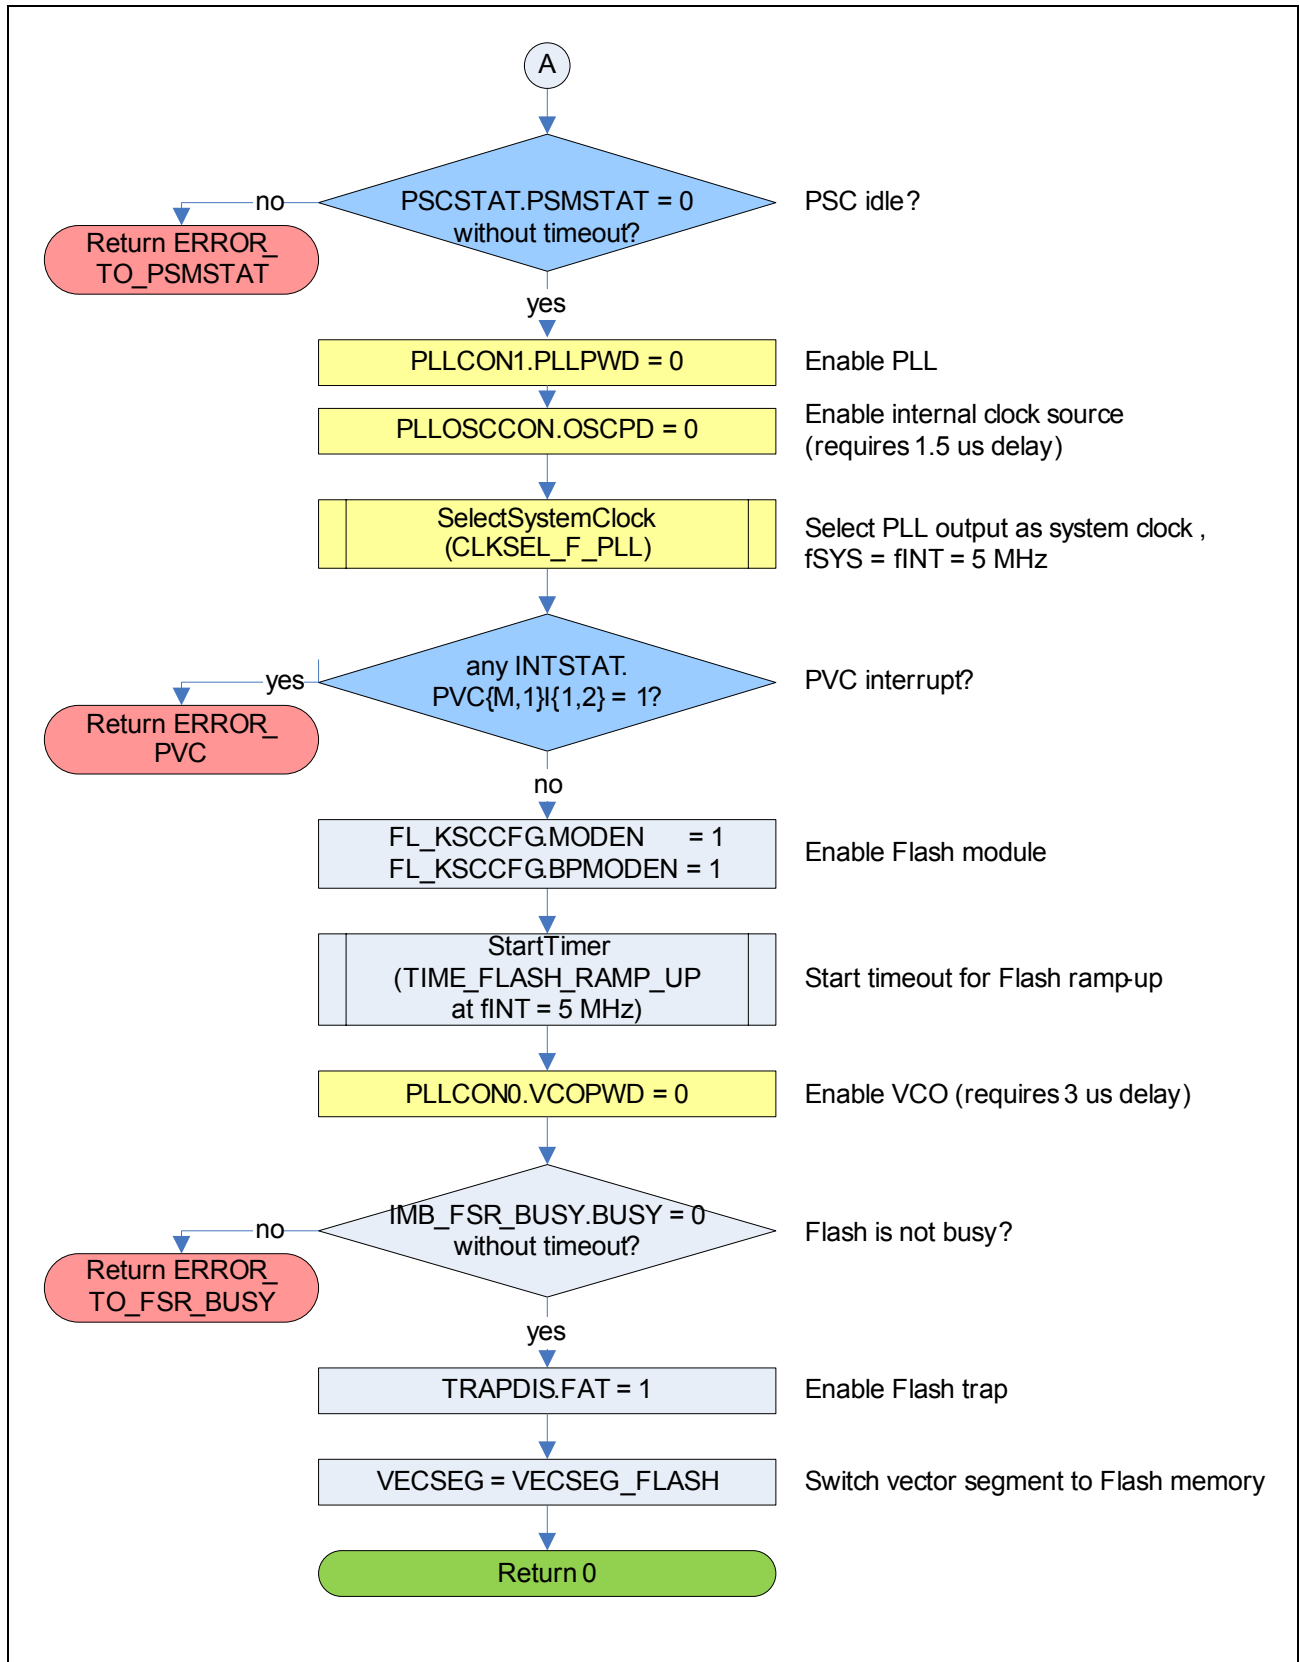 A
PSCSTAT.PSMSTAT = 0
without timeout?
PSC idle?
no
Return ERROR_
TO_PSMSTAT
yes
PLLCON1.PLLPWD = 0
Enable PLL
PLLOSCCON.OSCPD = 0
Enable internal clock source
(requires 1.5 us delay)
SelectSystemClock
(CLKSEL_F_PLL)
Select PLL output as system clock ,
fSYS = fINT = 5 MHz
any INTSTAT.
PVC{M,1}I{1,2} = 1?
PVC interrupt?
yes
Return ERROR_
PVC
no
FL_KSCCFG.MODEN = 1
FL_KSCCFG.BPMODEN = 1
Enable Flash module
StartTimer
(TIME_FLASH_RAMP_UP
at fINT = 5 MHz)
Start timeout for Flash ramp-up
PLLCON0.VCOPWD = 0
Enable VCO (requires 3 us delay)
IMB_FSR_BUSY.BUSY = 0
without timeout?
Flash is not busy?
no
Return ERROR_
TO_FSR_BUSY
yes
TRAPDIS.FAT = 1
Enable Flash trap
VECSEG = VECSEG_FLASH
Switch vector segment to Flash memory
Return 0